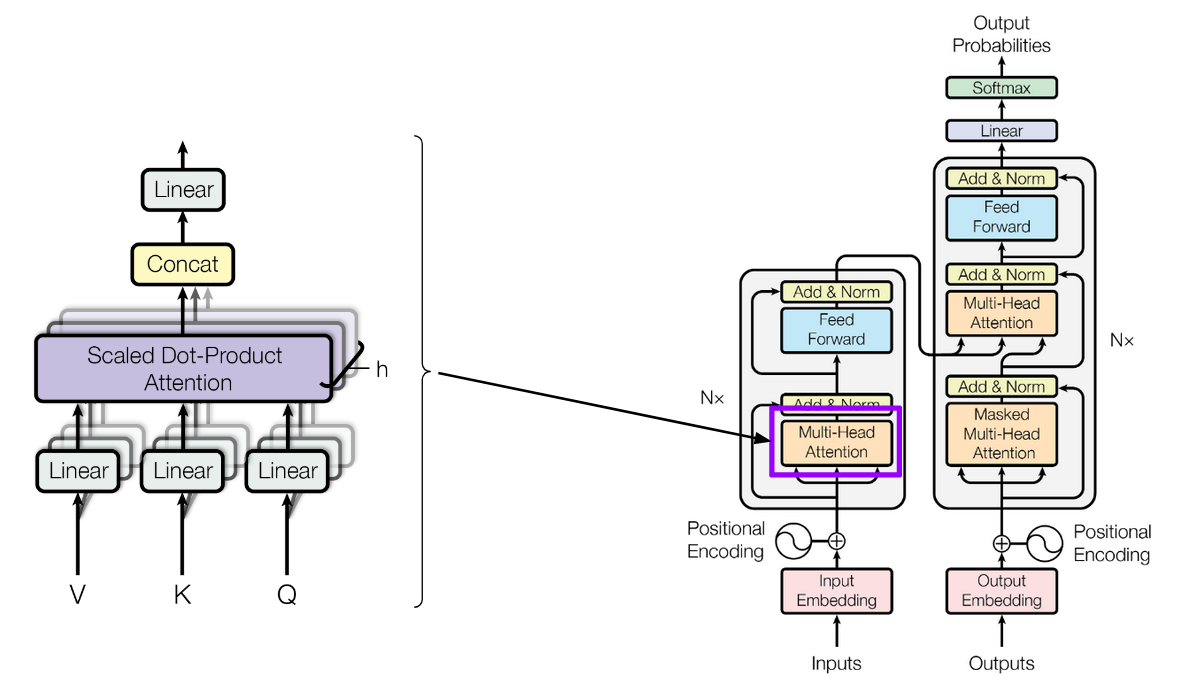 Linear
Concat
Scaled Dot-Product
Attention
h
Linear
Linear
Linear
V
K
Q
Output
Probabilities
Softmax
Linear
Add & Norm
Feed
Forward
Add & Norm
Multi-Head
Attention
Nx
Add & Norm
Masked
Multi-Head
Attention
Positional
Encoding
Output
Embedding
Outputs
Add & Norm
Feed
Forward
Nx
Add & Norm
Multi-Head
Attention
Positional
Encoding
Input
Embedding
Inputs